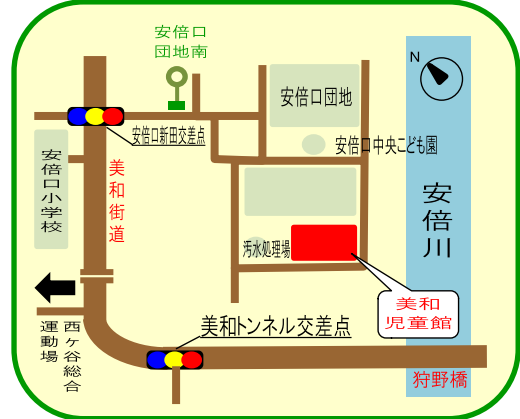 安倍口
団地南
N
安倍口団地
安倍口新田交差点
安倍口中央こども園
安倍口小学校
美和街道
安倍川
汚水処理場
美和
児童館
西ヶ谷総合
運動場
美和トンネル交差点
狩野橋